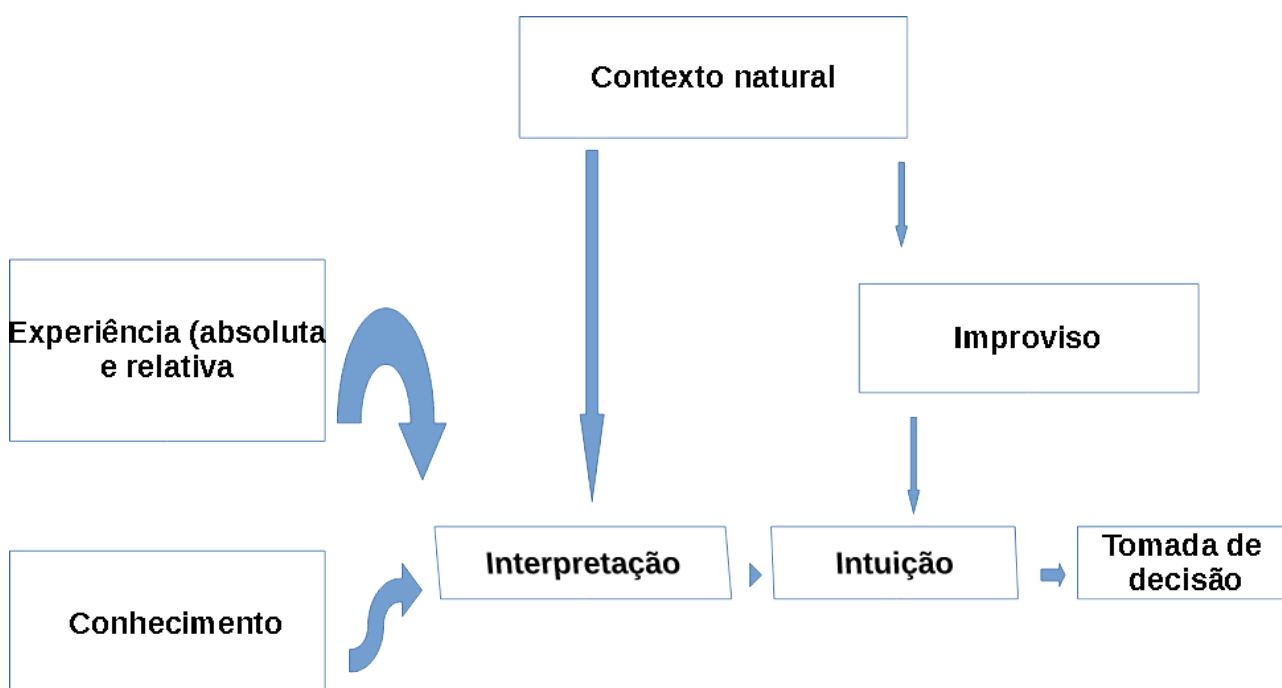 Contexto natural
Experiência (absoluta
e relativa
Improviso
Interpretação
Intuição
Tomada de
decisão
Conhecimento